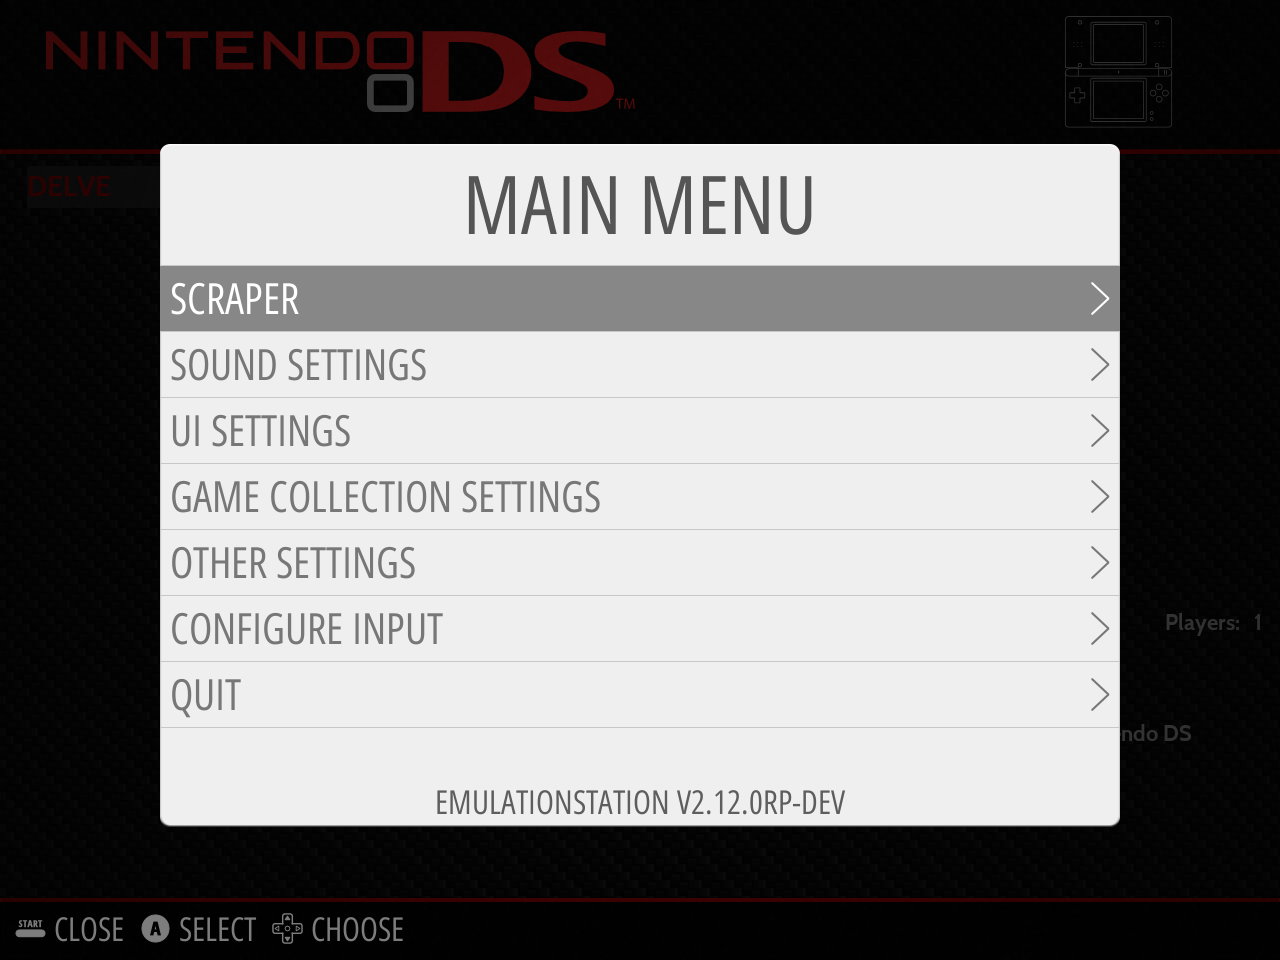 NINTENDO DS™
DELVE
MAIN MENU
SCRAPER
SOUND SETTINGS
UI SETTINGS
GAME COLLECTION SETTINGS
OTHER SETTINGS
CONFIGURE INPUT
QUIT
Players: 1
ndo DS
EMULATIONSTATION V2.12.0RP-DEV
START CLOSE A SELECT CHOOSE